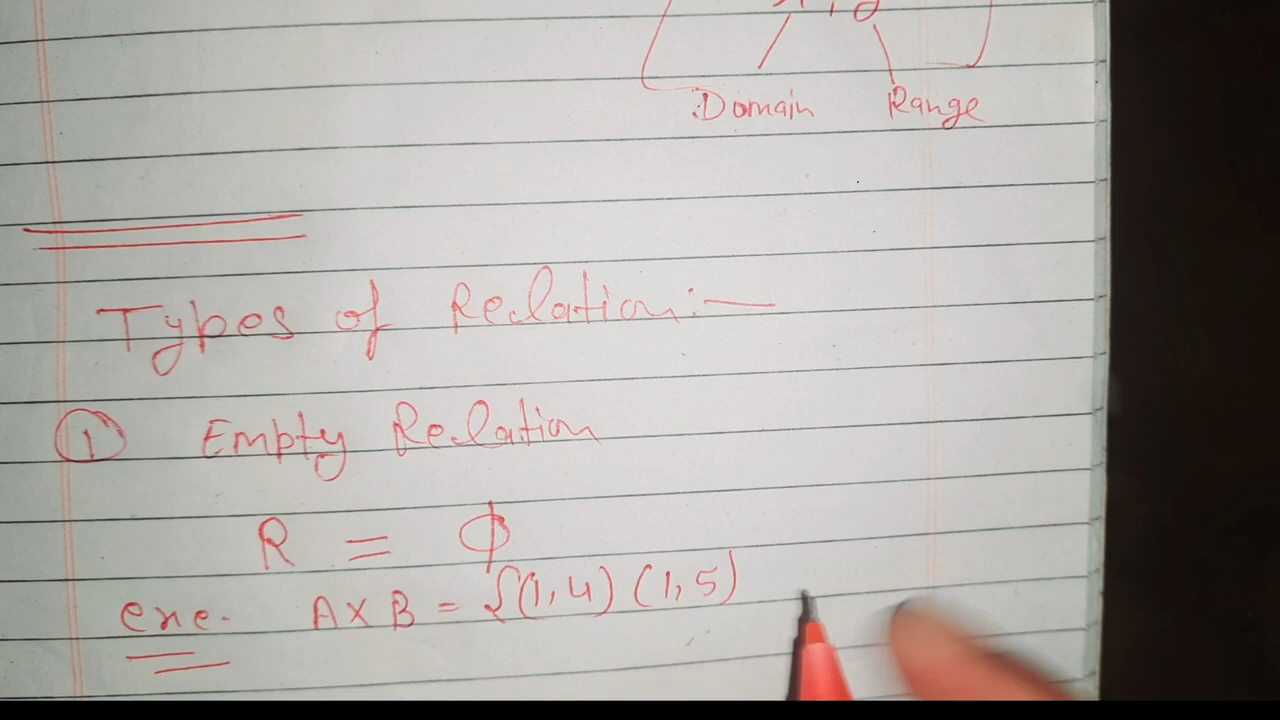 Domain Range
Types of Relation:—
① Empty Relation
R = ϕ
exe. A×B = {(1,4) (1,5)